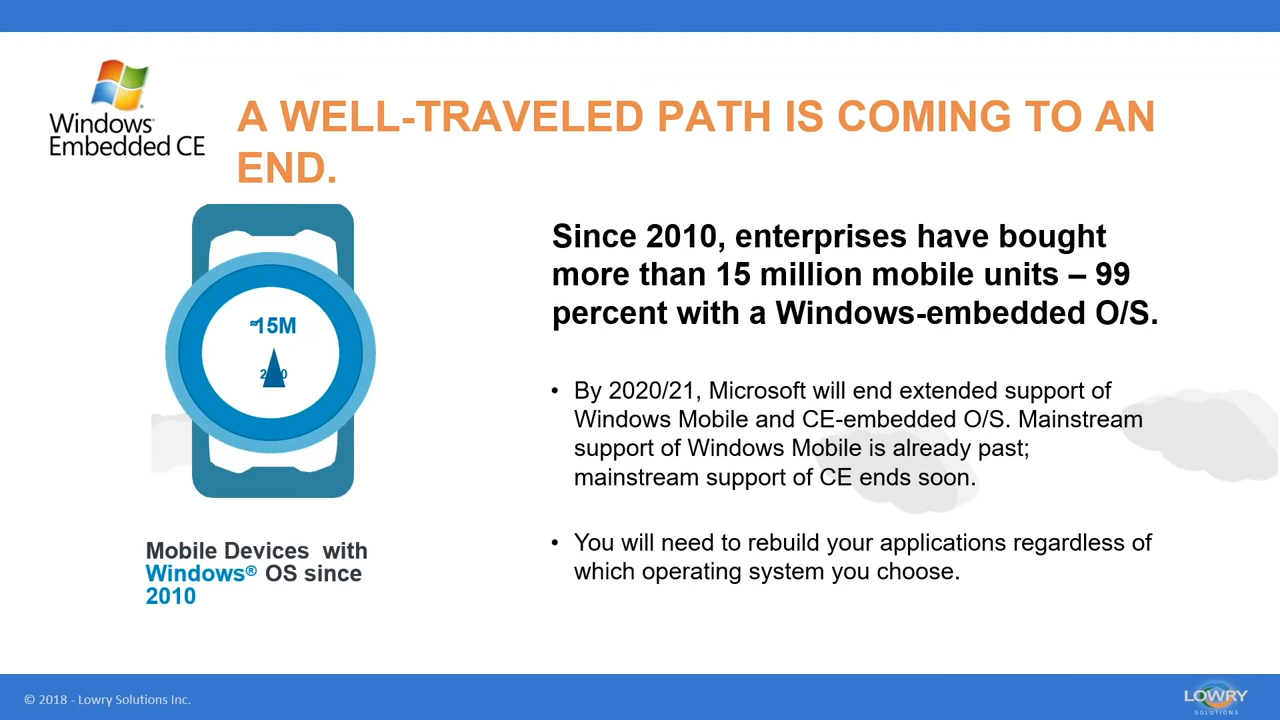 Windows
Embedded CE
A WELL-TRAVELED PATH IS COMING TO AN
END.
≈15M
Mobile Devices with
Windows® OS since
2010
Since 2010, enterprises have bought
more than 15 million mobile units – 99
percent with a Windows-embedded O/S.
• By 2020/21, Microsoft will end extended support of
Windows Mobile and CE-embedded O/S. Mainstream
support of Windows Mobile is already past;
mainstream support of CE ends soon.
• You will need to rebuild your applications regardless of
which operating system you choose.
© 2018 - Lowry Solutions Inc.
LOWRY
SOLUTIONS